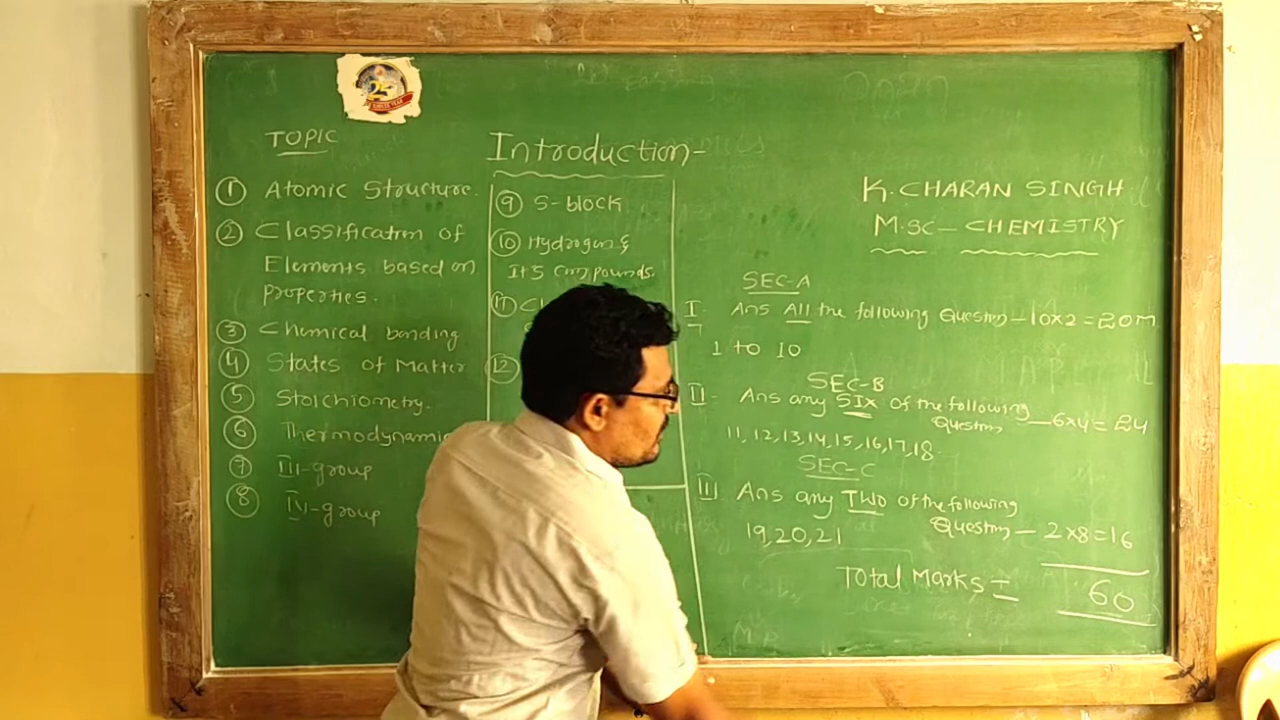 TOPIC
① Atomic Structure.
② Classification of
Elements based on
properties.
③ Chemical bonding
④ States of Matter
⑤ Stoichiometry.
⑥ Thermodynamic
⑦ III-group
⑧ IV-group
Introduction-
⑨ S-block
⑩ Hydrogen &
Its compounds.
⑪
⑫
K. CHARAN SINGH
M.SC- CHEMISTRY
SEC-A
I. Ans All the following Question - 10x2=20M
1 to 10
SEC-B
II. Ans any SIX of the following
Question - 6x4=24
11, 12, 13, 14, 15, 16, 17, 18.
SEC-C
III. Ans any TWO of the following
Question - 2x8=16
19, 20, 21
Total Marks = 60